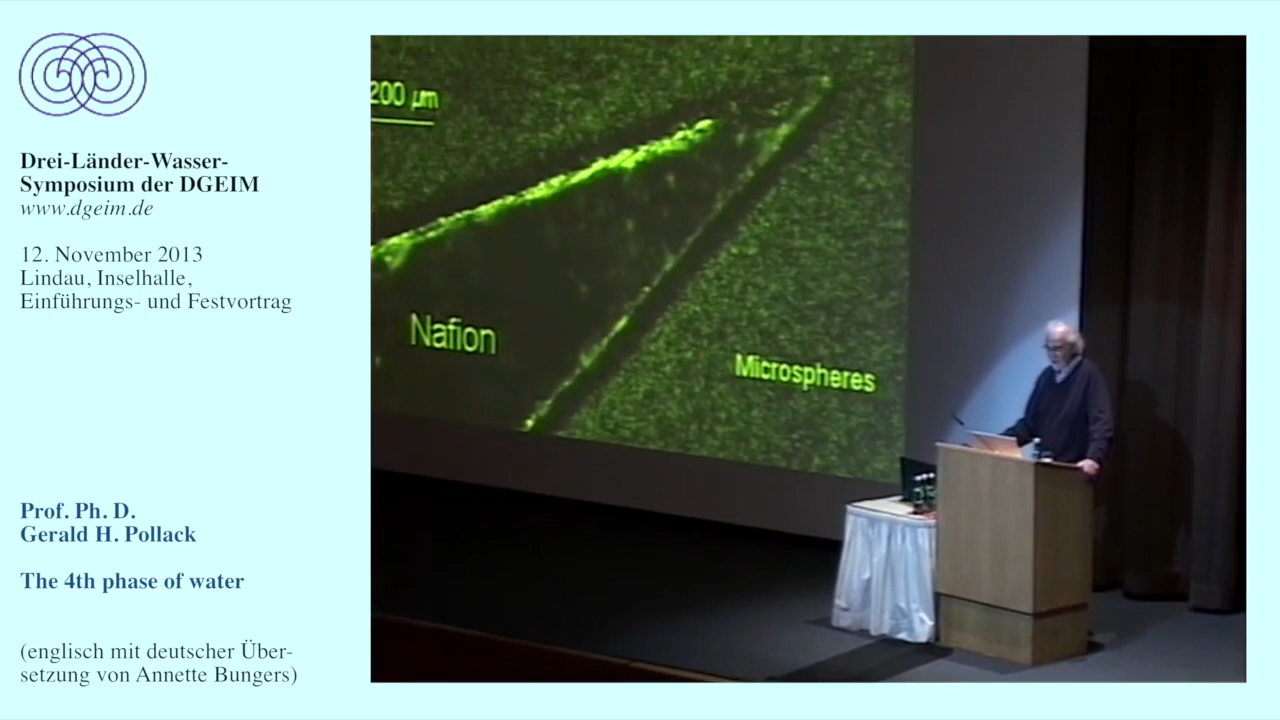 Drei-Länder-Wasser-
Symposium der DGEIM
www.dgeim.de
12. November 2013
Lindau, Inselhalle,
Einführungs- und Festvortrag
Prof. Ph. D.
Gerald H. Pollack
The 4th phase of water
(englisch mit deutscher Über-
setzung von Annette Bungers)
200 µm
Nafion
Microspheres